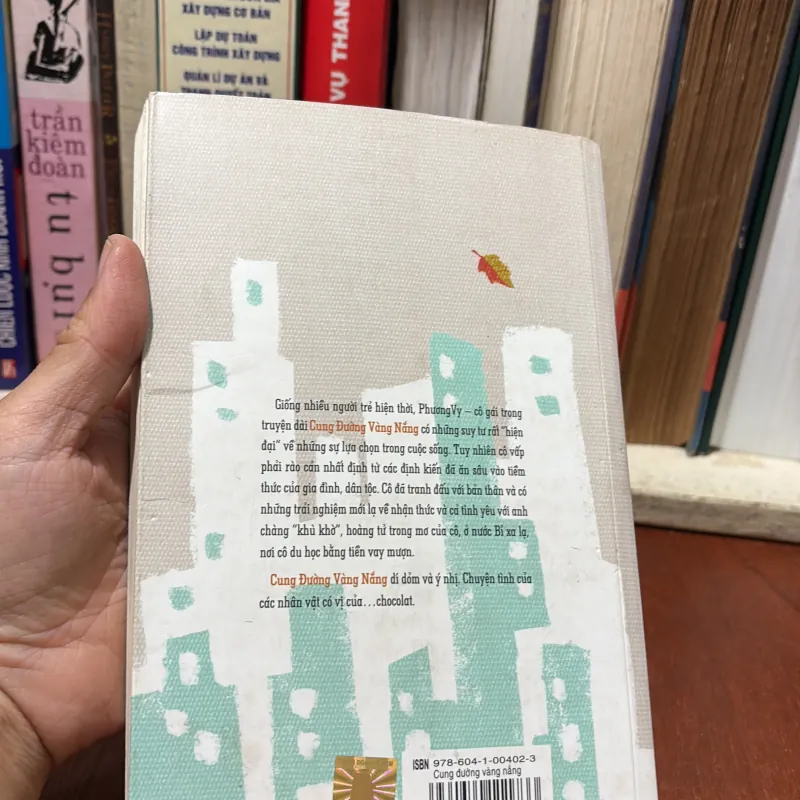 XÂY DỰNG CƠ BẢN
LẬP DỰ TOÁN
CÔNG TRÌNH XÂY DỰNG
QUẢN LÍ DỰ ÁN VÀ
VỤ THAN
trần
kiêm
đoàn
tu bụi
CHIẾN LƯỢC KINH DOANH
Giống nhiều người trẻ hiện thời, PhươngVy – cô gái trong
truyện dài Cung Đường Vàng Nắng có những suy tư rất "hiện
đại" về những sự lựa chọn trong cuộc sống. Tuy nhiên cô vấp
phải rào cản nhất định từ các định kiến đã ăn sâu vào tiềm
thức của gia đình, dân tộc. Cô đã tranh đấu với bản thân và có
những trải nghiệm mới lạ về nhận thức và cả tình yêu với anh
chàng "khù khờ", hoàng tử trong mơ của cô, ở nước Bỉ xa lạ,
nơi cô du học bằng tiền vay mượn.
Cung Đường Vàng Nắng dí dỏm và ý nhị. Chuyện tình của
các nhân vật có vị của...chocolat.
ISBN 978-604-1-00402-3
Cung đường vàng nắng